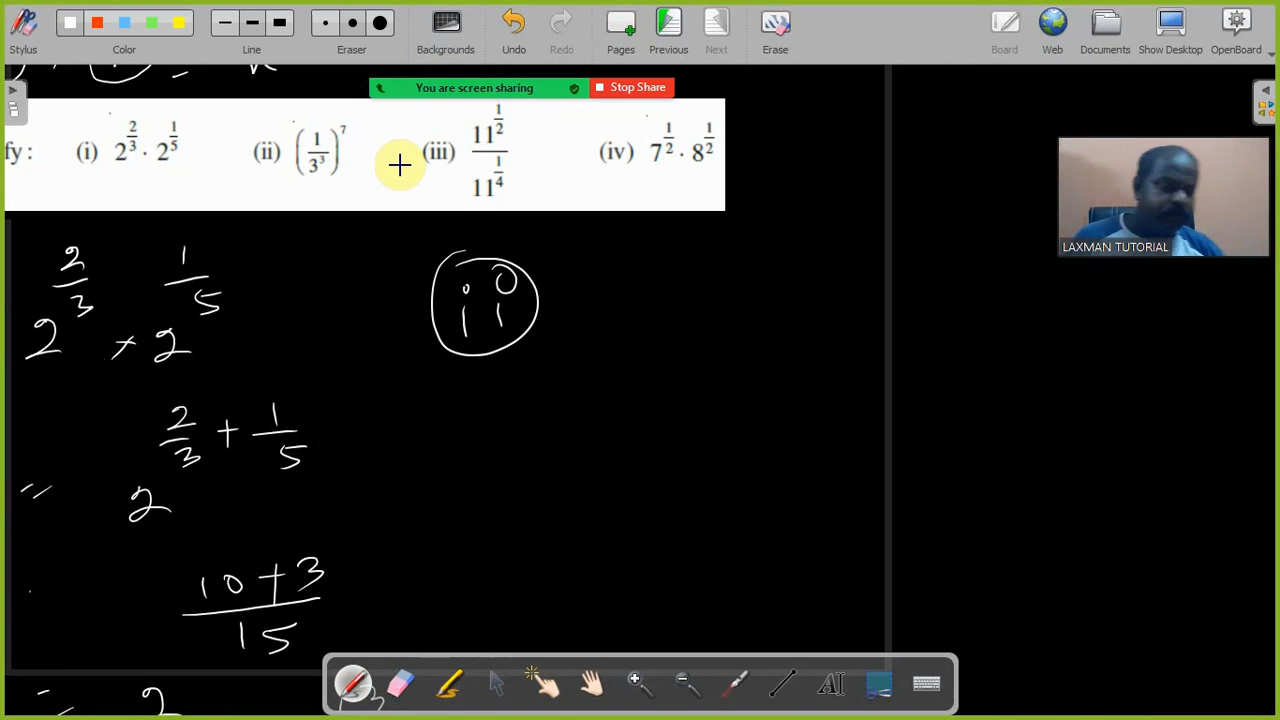 Stylus Color Line Eraser Backgrounds Undo Redo Pages Previous Next Erase Board Web Documents Show Desktop OpenBoard
You are screen sharing Stop Share
fy : (i) 2^{2/3} · 2^{1/5} (ii) (1/3^3)^7 (iii) 11^{1/2}/11^{1/4} (iv) 7^{1/2} · 8^{1/2}
LAXMAN TUTORIAL
2^{2/3} × 2^{1/5}
ii
= 2^{2/3 + 1/5}
10+3
15
= 2